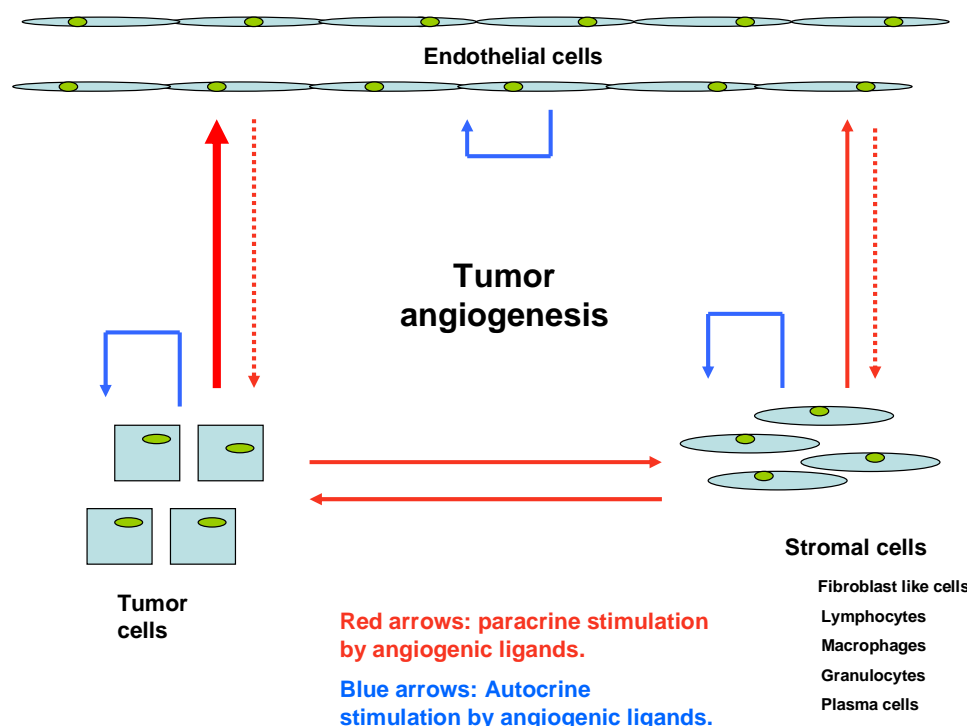 Endothelial cells
Tumor
angiogenesis
Tumor
cells
Stromal cells
Fibroblast like cells
Lymphocytes
Macrophages
Granulocytes
Plasma cells
Red arrows: paracrine stimulation
by angiogenic ligands.
Blue arrows: Autocrine
stimulation by angiogenic ligands.